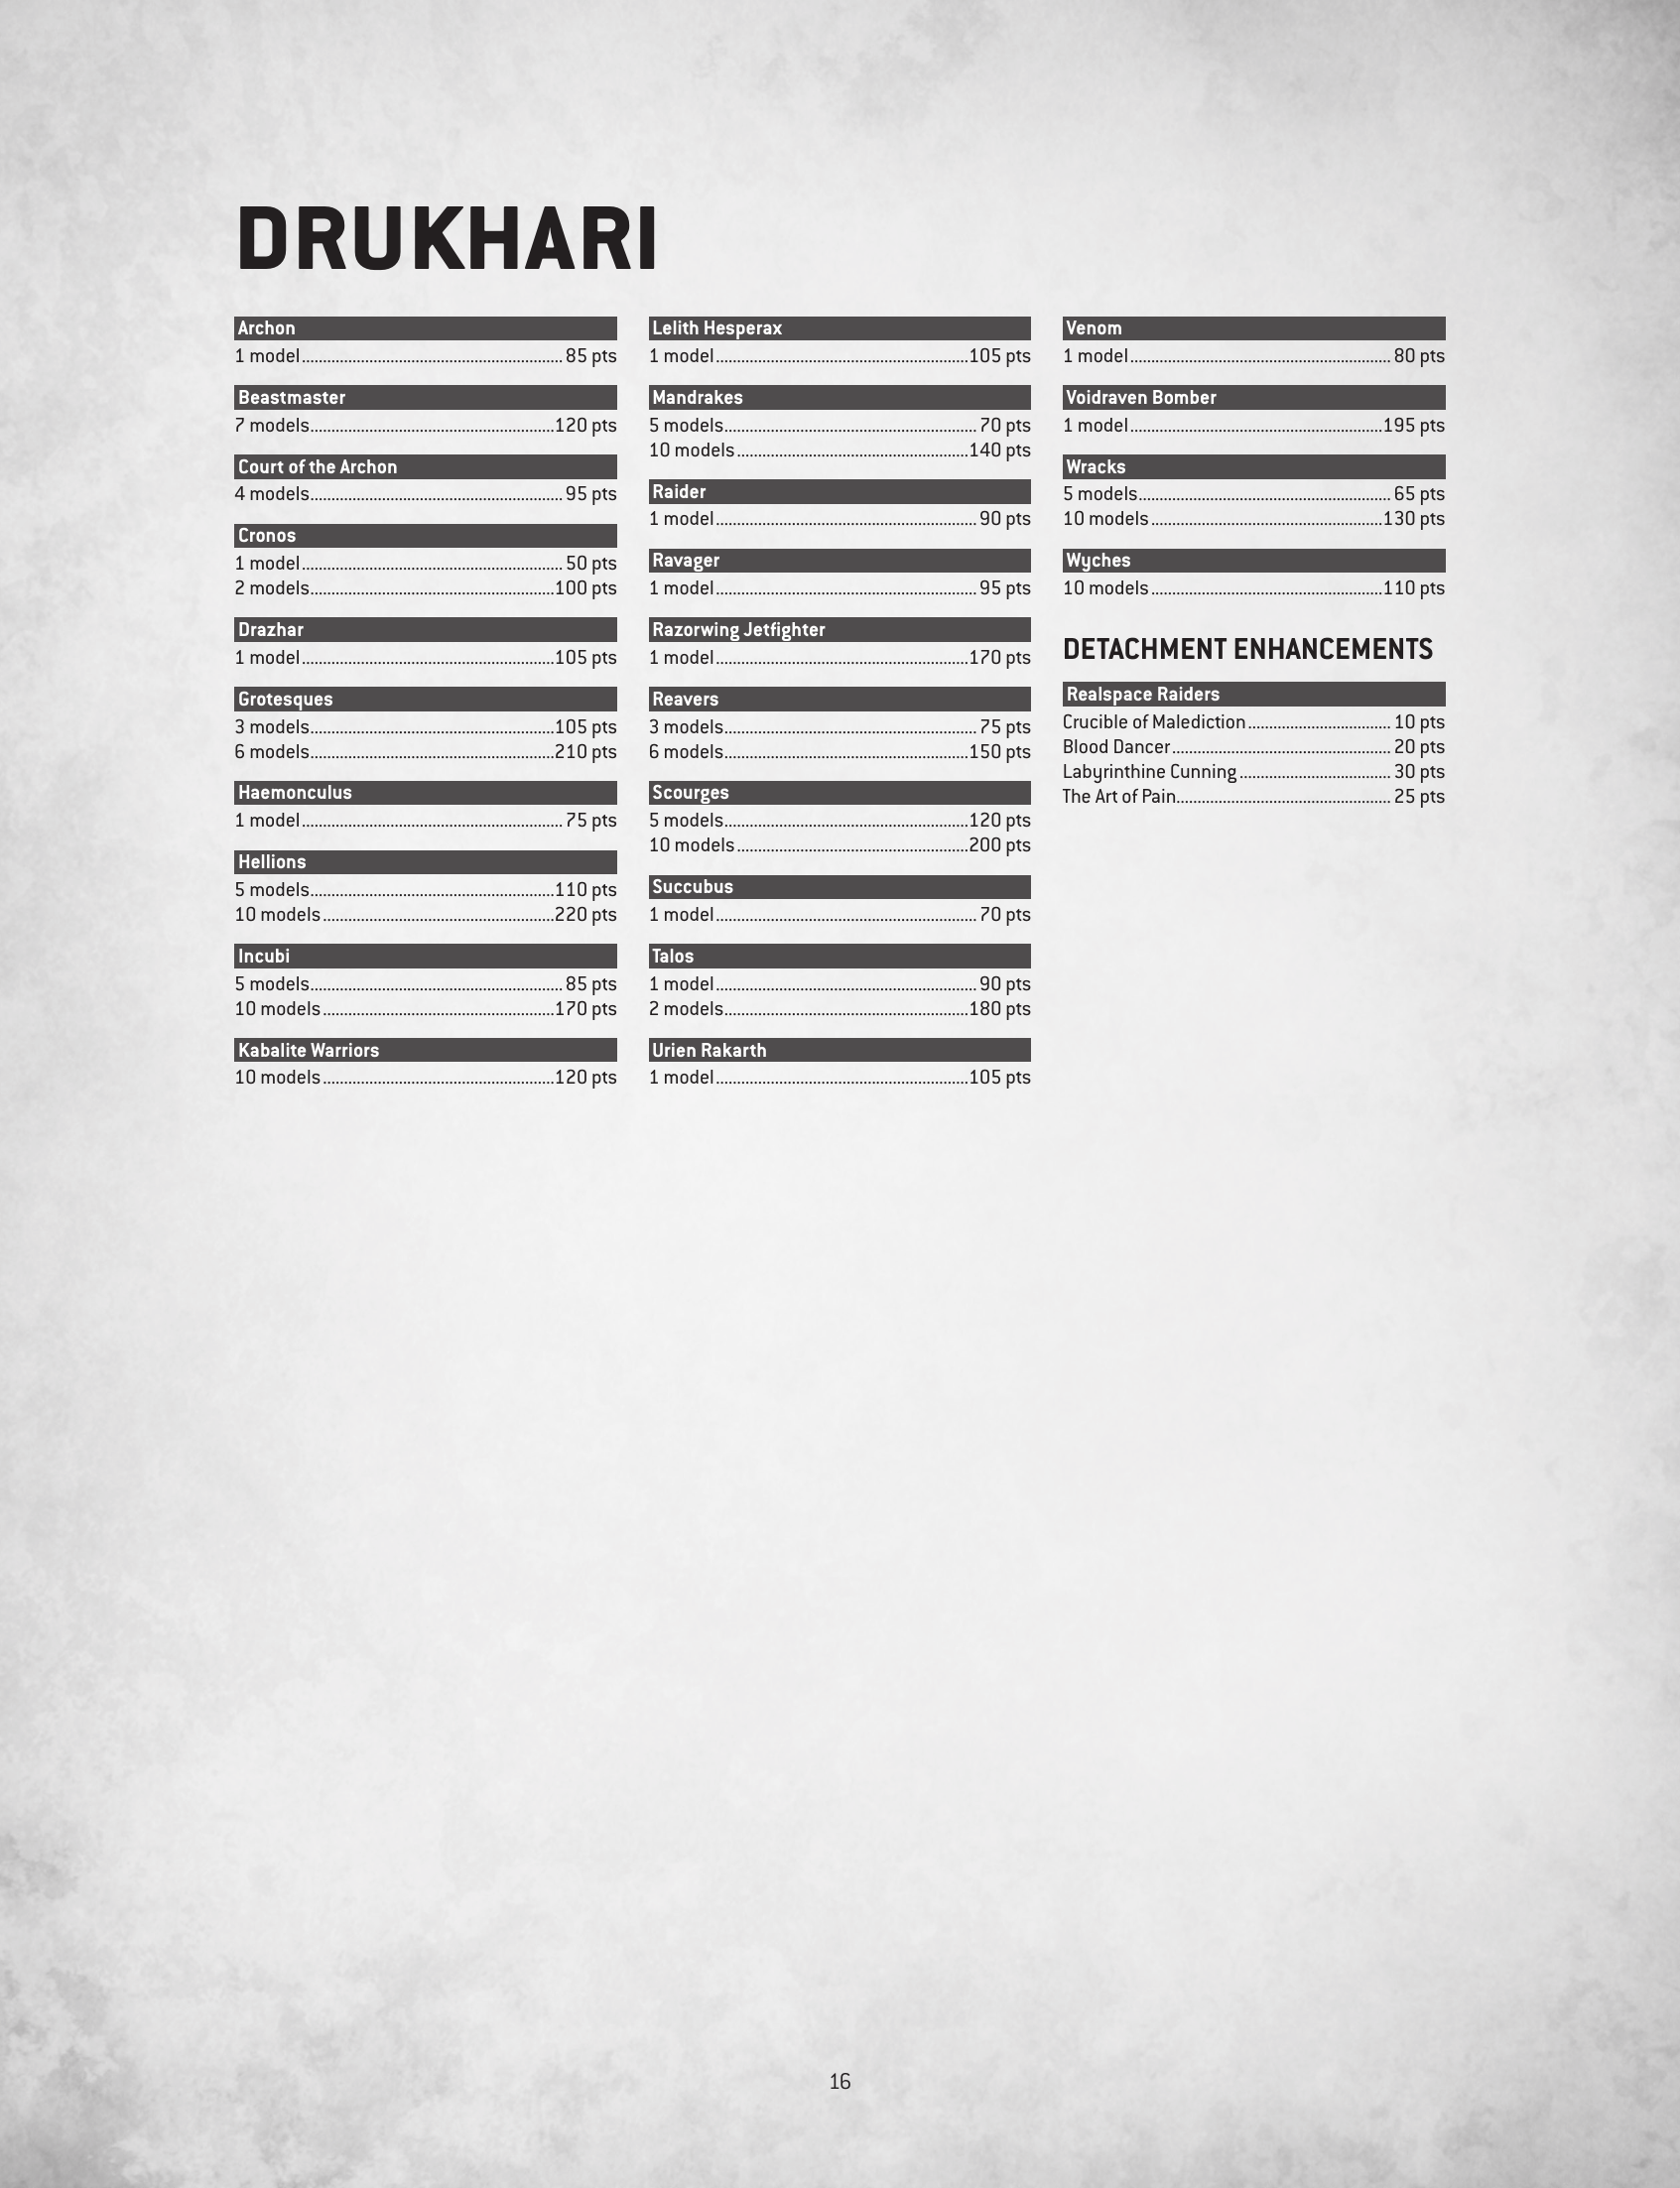 DRUKHARI
Archon
1 model 85 pts
Beastmaster
7 models 120 pts
Court of the Archon
4 models 95 pts
Cronos
1 model 50 pts
2 models 100 pts
Drazhar
1 model 105 pts
Grotesques
3 models 105 pts
6 models 210 pts
Haemonculus
1 model 75 pts
Hellions
5 models 110 pts
10 models 220 pts
Incubi
5 models 85 pts
10 models 170 pts
Kabalite Warriors
10 models 120 pts
Lelith Hesperax
1 model 105 pts
Mandrakes
5 models 70 pts
10 models 140 pts
Raider
1 model 90 pts
Ravager
1 model 95 pts
Razorwing Jetfighter
1 model 170 pts
Reavers
3 models 75 pts
6 models 150 pts
Scourges
5 models 120 pts
10 models 200 pts
Succubus
1 model 70 pts
Talos
1 model 90 pts
2 models 180 pts
Urien Rakarth
1 model 105 pts
Venom
1 model 80 pts
Voidraven Bomber
1 model 195 pts
Wracks
5 models 65 pts
10 models 130 pts
Wyches
10 models 110 pts
DETACHMENT ENHANCEMENTS
Realspace Raiders
Crucible of Malediction 10 pts
Blood Dancer 20 pts
Labyrinthine Cunning 30 pts
The Art of Pain 25 pts
16